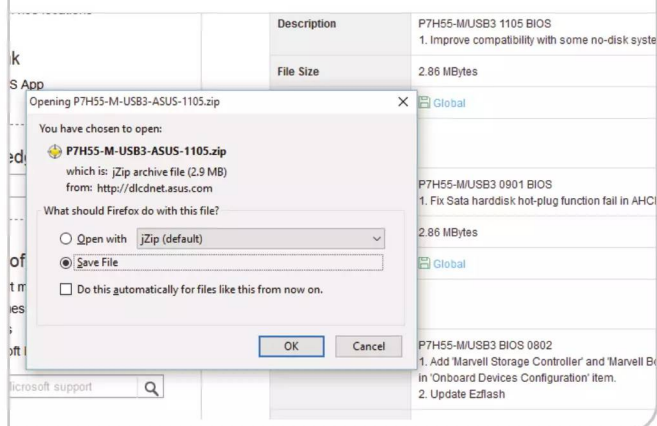 Description
P7H55-M/USB3 1105 BIOS
1. Improve compatibility with some no-disk syste
File Size
2.86 MBytes
S App
Opening P7H55-M-USB3-ASUS-1105.zip
Global
You have chosen to open:
P7H55-M-USB3-ASUS-1105.zip
which is: jZip archive file (2.9 MB)
from: http://dlcdnet.asus.com
What should Firefox do with this file?
Open with
jZip (default)
Save File
Do this automatically for files like this from now on.
OK
Cancel
P7H55-M/USB3 0901 BIOS
1. Fix Sata harddisk hot-plug function fail in AHCI
2.86 MBytes
Global
P7H55-M/USB3 BIOS 0802
1. Add 'Marvell Storage Controller' and 'Marvell Bo
in 'Onboard Devices Configuration' item.
2. Update Ezflash
licrosoft support